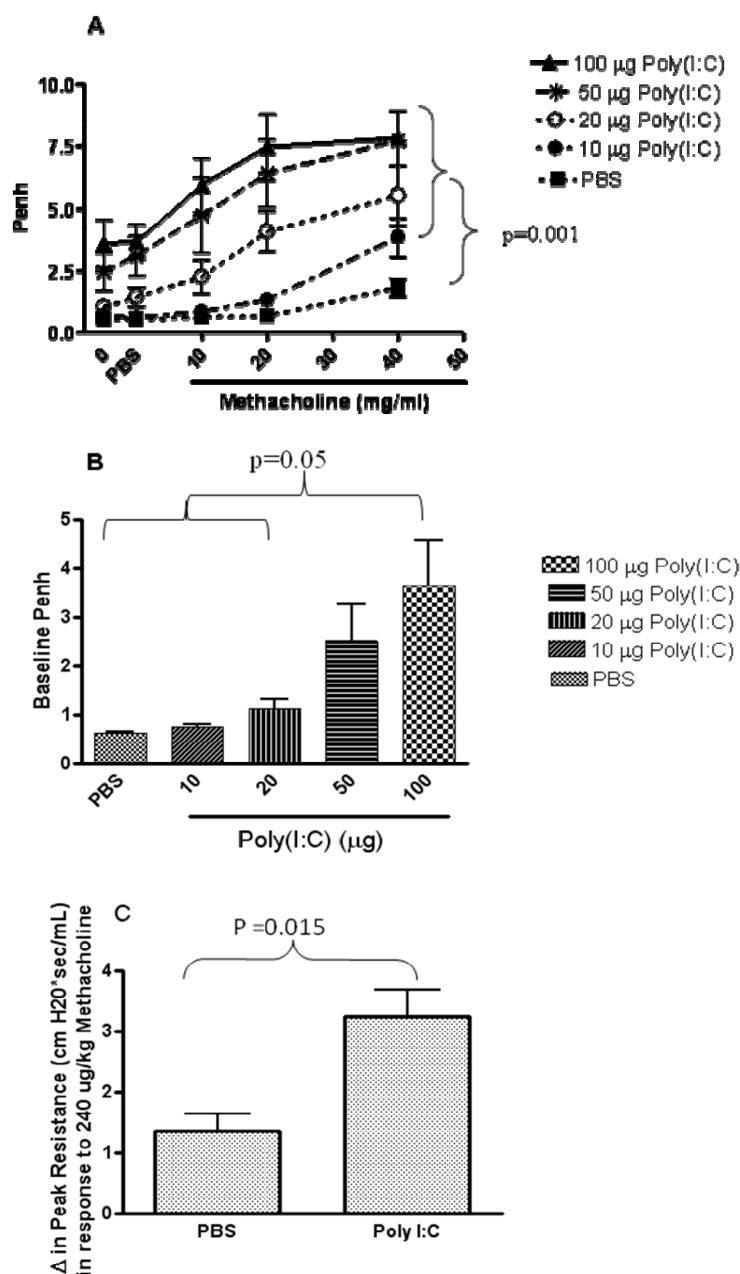 A
100 µg Poly(I:C)
50 µg Poly(I:C)
20 µg Poly(I:C)
10 µg Poly(I:C)
PBS
10.0
7.5
5.0
2.5
0.0
Penh
p=0.001
0 PBS 10 20 30 40 50
Methacholine (mg/ml)
B
p=0.05
5
4
3
2
1
0
Baseline Penh
100 µg Poly(I:C)
50 µg Poly(I:C)
20 µg Poly(I:C)
10 µg Poly(I:C)
PBS
PBS 10 20 50 100
Poly(I:C) (µg)
C
P =0.015
Δ in Peak Resistance (cm H20*sec/mL)
in response to 240 ug/kg Methacholine
4
3
2
1
0
PBS Poly I:C